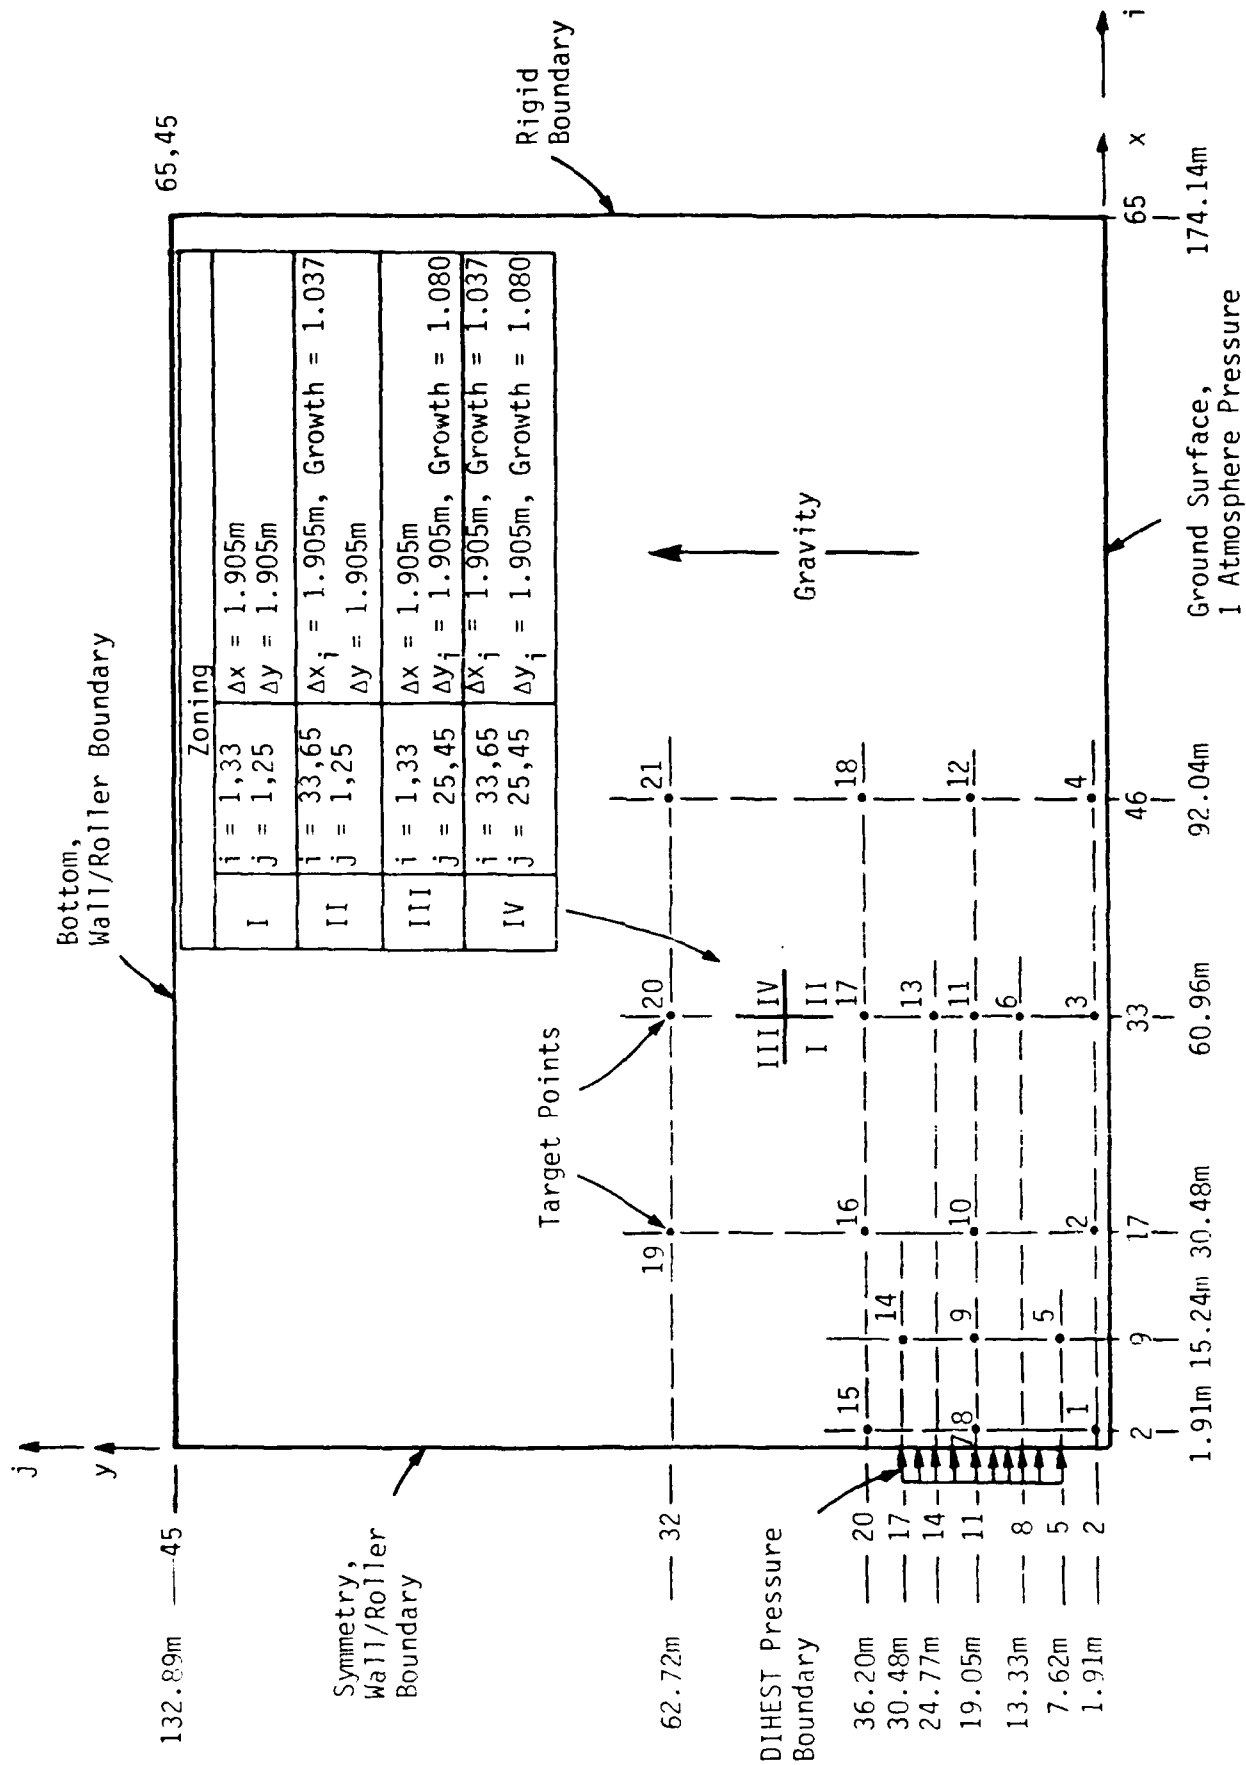 j
y
132.89m — 45
Bottom,
Wall/Roller Boundary
65,45
Zoning
I
i = 1,33
j = 1,25
Δx = 1.905m
Δy = 1.905m
II
i = 33,65
j = 1,25
Δxi = 1.905m, Growth = 1.037
Δy = 1.905m
III
i = 1,33
j = 25,45
Δx = 1.905m
Δyj = 1.905m, Growth = 1.080
IV
i = 33,65
j = 25,45
Δxi = 1.905m, Growth = 1.037
Δyj = 1.905m, Growth = 1.080
Rigid
Boundary
Symmetry,
Wall/Roller
Boundary
Target Points
62.72m — 32
19
20
21
III IV
I II
Gravity
DIHEST Pressure
Boundary
36.20m — 20
15
16
17
18
30.48m — 17
14
24.77m — 14
13
19.05m — 11
7 8
9
10
11
12
13.33m — 8
6
7.62m — 5
5
1.91m — 2
1
2
3
4
2 9 17 33 46 65 x i
1.91m 15.24m 30.48m 60.96m 92.04m 174.14m
Ground Surface,
1 Atmosphere Pressure